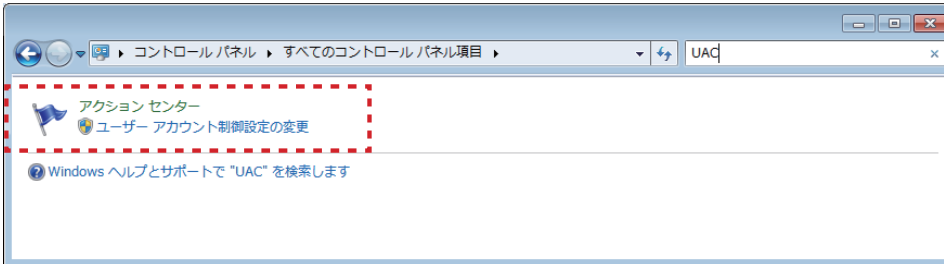 コントロール パネル すべてのコントロール パネル項目 UAC
アクション センター
ユーザー アカウント制御設定の変更
Windows ヘルプとサポートで "UAC" を検索します